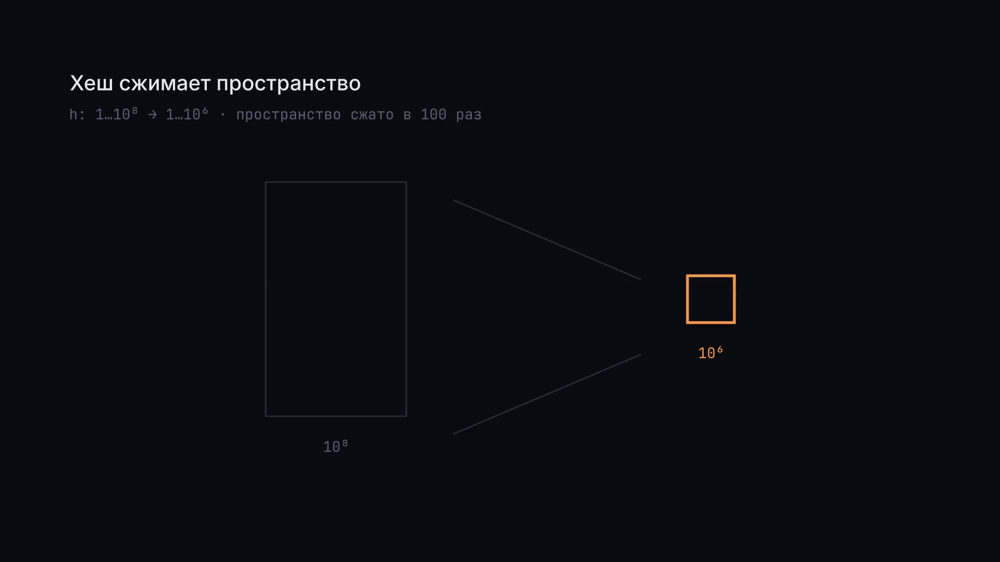 Хеш сжимает пространство
h: 1…10⁸ → 1…10⁶ · пространство сжато в 100 раз
10⁶
10⁸